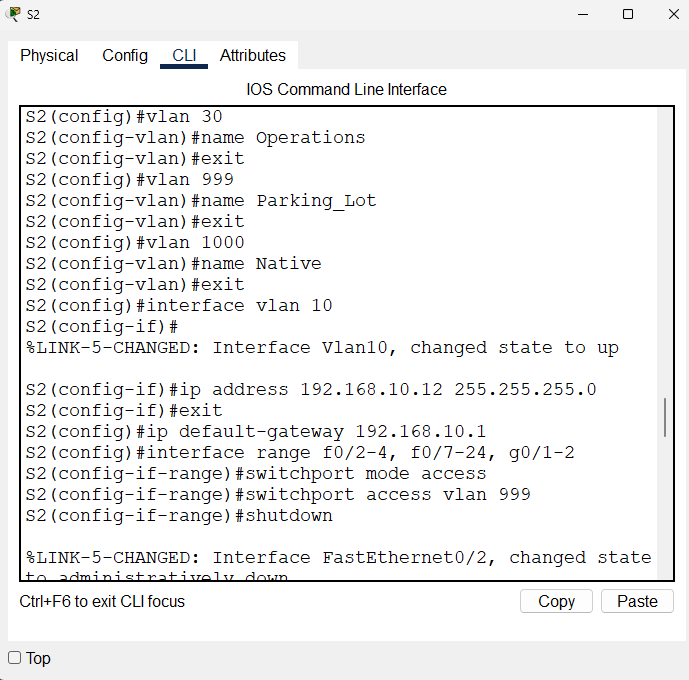 S2
Physical Config CLI Attributes
IOS Command Line Interface
S2(config)#vlan 30
S2(config-vlan)#name Operations
S2(config-vlan)#exit
S2(config)#vlan 999
S2(config-vlan)#name Parking_Lot
S2(config-vlan)#exit
S2(config)#vlan 1000
S2(config-vlan)#name Native
S2(config-vlan)#exit
S2(config)#interface vlan 10
S2(config-if)#
%LINK-5-CHANGED: Interface Vlan10, changed state to up
S2(config-if)#ip address 192.168.10.12 255.255.255.0
S2(config-if)#exit
S2(config)#ip default-gateway 192.168.10.1
S2(config)#interface range f0/2-4, f0/7-24, g0/1-2
S2(config-if-range)#switchport mode access
S2(config-if-range)#switchport access vlan 999
S2(config-if-range)#shutdown
%LINK-5-CHANGED: Interface FastEthernet0/2, changed state
to administratively down
Ctrl+F6 to exit CLI focus
Copy Paste
Top